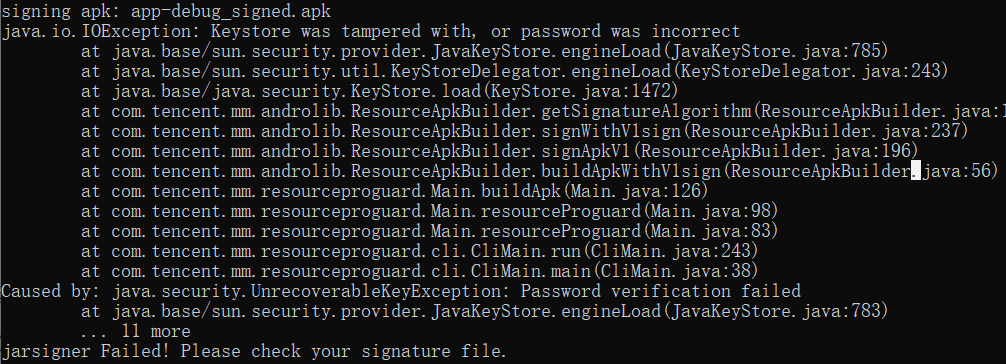 signing apk: app-debug_signed.apk
java.io.IOException: Keystore was tampered with, or password was incorrect
at java.base/sun.security.provider.JavaKeyStore.engineLoad(JavaKeyStore.java:785)
at java.base/sun.security.util.KeyStoreDelegator.engineLoad(KeyStoreDelegator.java:243)
at java.base/java.security.KeyStore.load(KeyStore.java:1472)
at com.tencent.mm.androlib.ResourceApkBuilder.getSignatureAlgorithm(ResourceApkBuilder.java:1
at com.tencent.mm.androlib.ResourceApkBuilder.signWithV1sign(ResourceApkBuilder.java:237)
at com.tencent.mm.androlib.ResourceApkBuilder.signApkV1(ResourceApkBuilder.java:196)
at com.tencent.mm.androlib.ResourceApkBuilder.buildApkWithV1sign(ResourceApkBuilder.java:56)
at com.tencent.mm.resourceproguard.Main.buildApk(Main.java:126)
at com.tencent.mm.resourceproguard.Main.resourceProguard(Main.java:98)
at com.tencent.mm.resourceproguard.Main.resourceProguard(Main.java:83)
at com.tencent.mm.resourceproguard.cli.CliMain.run(CliMain.java:243)
at com.tencent.mm.resourceproguard.cli.CliMain.main(CliMain.java:38)
Caused by: java.security.UnrecoverableKeyException: Password verification failed
at java.base/sun.security.provider.JavaKeyStore.engineLoad(JavaKeyStore.java:783)
... 11 more
jarsigner Failed! Please check your signature file.